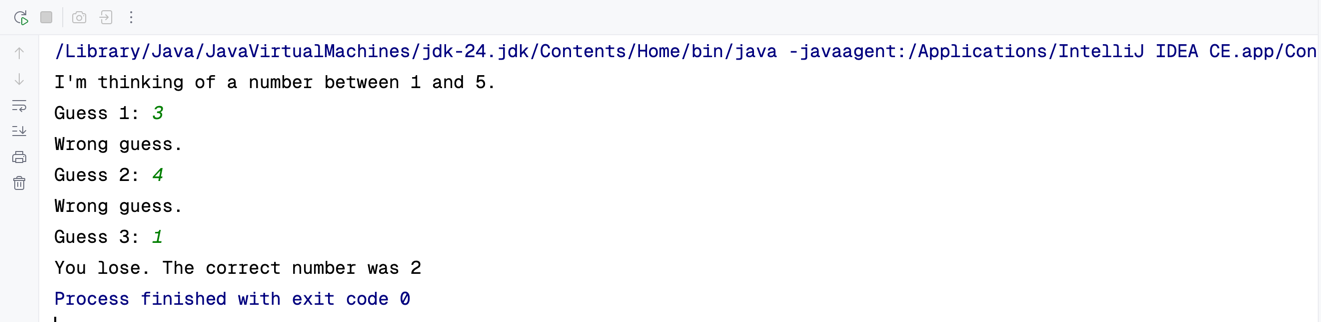 /Library/Java/JavaVirtualMachines/jdk-24.jdk/Contents/Home/bin/java -javaagent:/Applications/IntelliJ IDEA CE.app/Con
I'm thinking of a number between 1 and 5.
Guess 1: 3
Wrong guess.
Guess 2: 4
Wrong guess.
Guess 3: 1
You lose. The correct number was 2
Process finished with exit code 0